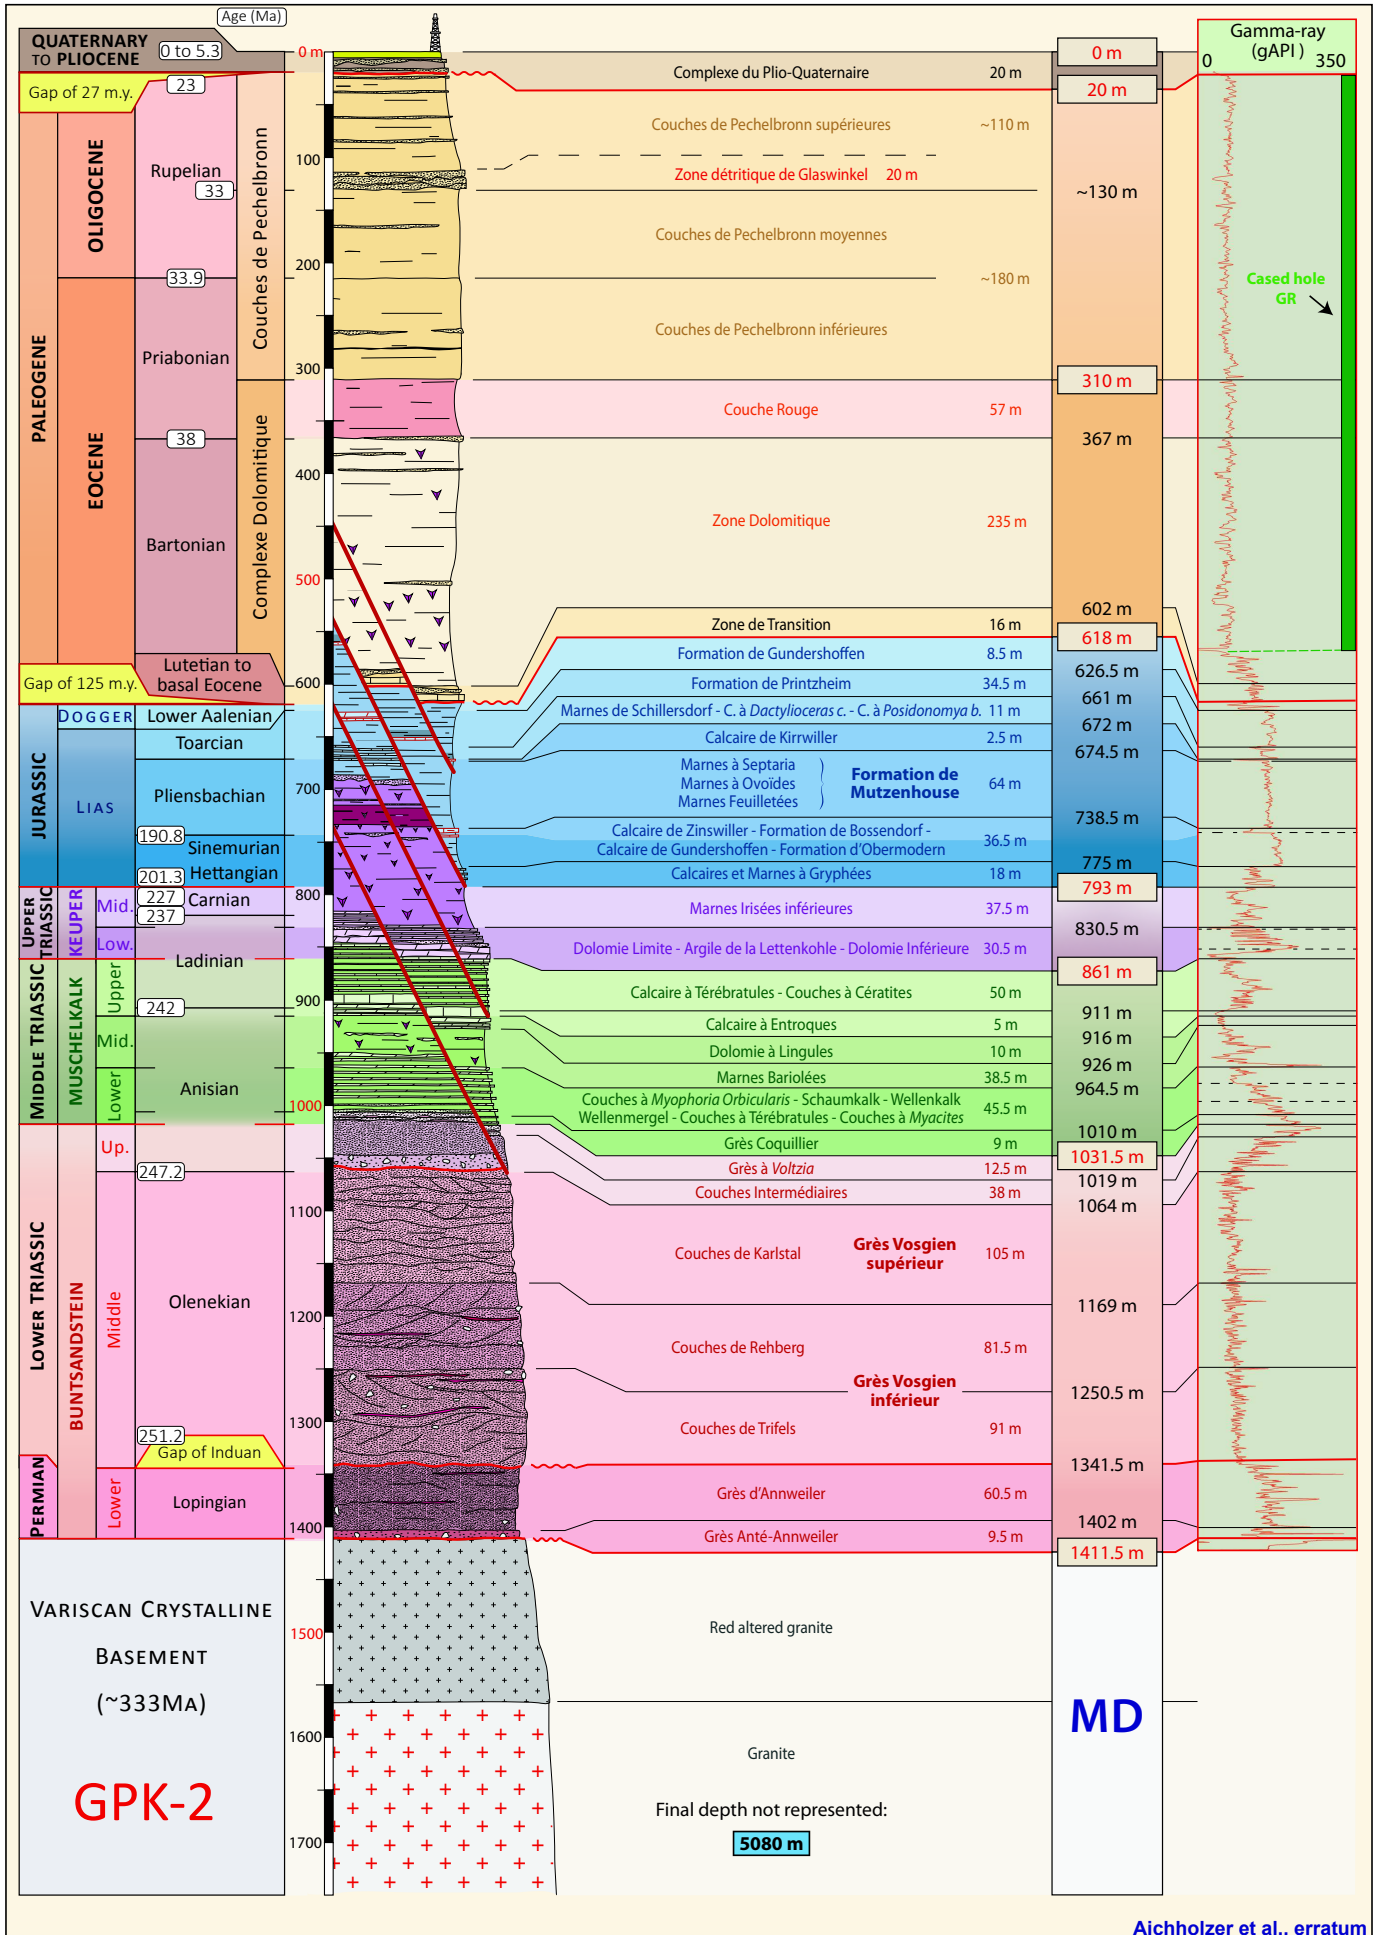 Age (Ma)
QUATERNARY
TO PLIOCENE
0 to 5.3
Gap of 27 m.y.
23
PALEOGENE
OLIGOCENE
Rupelian
33
Couches de Pechelbronn
33.9
EOCENE
Priabonian
38
Complexe Dolomitique
Bartonian
Lutetian to
basal Eocene
Gap of 125 m.y.
JURASSIC
DOGGER
Lower Aalenian
Toarcian
LIAS
Pliensbachian
190.8
Sinemurian
Hettangian
201.3
UPPER
TRIASSIC
KEUPER
Mid.
227
Carnian
237
Low.
Ladinian
MIDDLE TRIASSIC
MUSCHELKALK
Upper
242
Mid.
Lower
Anisian
LOWER TRIASSIC
BUNTSANDSTEIN
Up.
247.2
Middle
Olenekian
251.2
Gap of Induan
PERMIAN
Lower
Lopingian
VARISCAN CRYSTALLINE
BASEMENT
(~333MA)
GPK-2
0 m
100
200
300
400
500
600
700
800
900
1000
1100
1200
1300
1400
1500
1600
1700
Complexe du Plio-Quaternaire 20 m
Couches de Pechelbronn supérieures ~110 m
Zone détritique de Glaswinkel 20 m
Couches de Pechelbronn moyennes
~180 m
Couches de Pechelbronn inférieures
Couche Rouge 57 m
Zone Dolomitique 235 m
Zone de Transition 16 m
Formation de Gundershoffen 8.5 m
Formation de Printzheim 34.5 m
Marnes de Schillersdorf - C. à Dactylioceras c. - C. à Posidonomya b. 11 m
Calcaire de Kirrwiller 2.5 m
Marnes à Septaria
Marnes à Ovoïdes
Marnes Feuilletées
Formation de
Mutzenhouse
64 m
Calcaire de Zinswiller - Formation de Bossendorf -
Calcaire de Gundershoffen - Formation d'Obermodern
36.5 m
Calcaires et Marnes à Gryphées 18 m
Marnes Irisées inférieures 37.5 m
Dolomie Limite - Argile de la Lettenkohle - Dolomie Inférieure 30.5 m
Calcaire à Térébratules - Couches à Cératites 50 m
Calcaire à Entroques 5 m
Dolomie à Lingules 10 m
Marnes Bariolées 38.5 m
Couches à Myophoria Orbicularis - Schaumkalk - Wellenkalk
Wellenmergel - Couches à Térébratules - Couches à Myacites
45.5 m
Grès Coquillier 9 m
Grès à Voltzia 12.5 m
Couches Intermédiaires 38 m
Couches de Karlstal
Grès Vosgien
supérieur
105 m
Couches de Rehberg 81.5 m
Grès Vosgien
inférieur
Couches de Trifels 91 m
Grès d'Annweiler 60.5 m
Grès Anté-Annweiler 9.5 m
Red altered granite
Granite
Final depth not represented:
5080 m
0 m
20 m
~130 m
310 m
367 m
602 m
618 m
626.5 m
661 m
672 m
674.5 m
738.5 m
775 m
793 m
830.5 m
861 m
911 m
916 m
926 m
964.5 m
1010 m
1031.5 m
1019 m
1064 m
1169 m
1250.5 m
1341.5 m
1402 m
1411.5 m
MD
Gamma-ray
(gAPI )
0 350
Cased hole
GR
Aichholzer et al., erratum